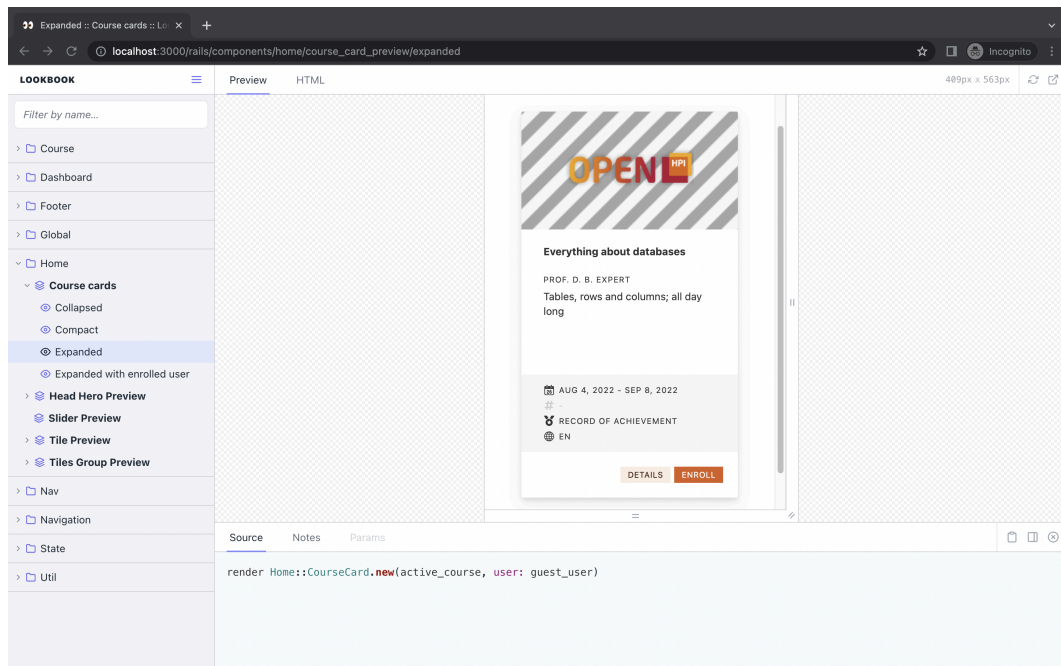 Expanded :: Course cards :: Lo
localhost:3000/rails/components/home/course_card_preview/expanded
Incognito
LOOKBOOK
Preview
HTML
409px x 563px
Filter by name...
Course
Dashboard
Footer
Global
Home
Course cards
Collapsed
Compact
Expanded
Expanded with enrolled user
Head Hero Preview
Slider Preview
Tile Preview
Tiles Group Preview
Nav
Navigation
State
Util
OPEN HPI
Everything about databases
PROF. D. B. EXPERT
Tables, rows and columns; all day
long
AUG 4, 2022 - SEP 8, 2022
# -
RECORD OF ACHIEVEMENT
EN
DETAILS
ENROLL
Source
Notes
Params
render Home::CourseCard.new(active_course, user: guest_user)